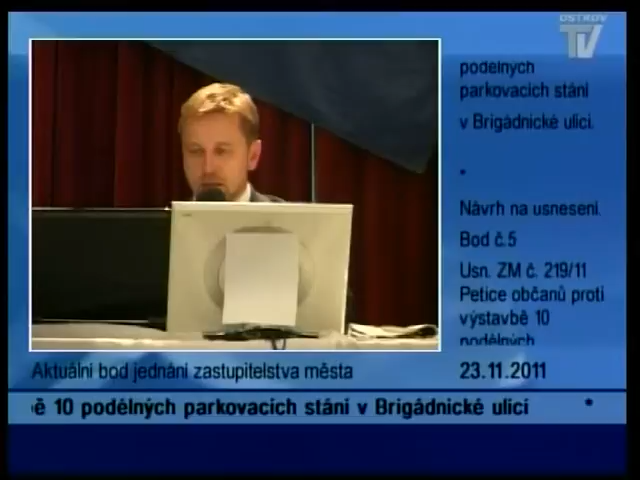 OSTROV
TV
podélných
parkovacích stání
v Brigádnické ulici.
*
Návrh na usnesení.
Bod č.5
Usn. ZM č. 219/11
Petice občanů proti
výstavbě 10
podélných
Aktuální bod jednání zastupitelstva města
23.11.2011
10 podélných parkovacích stání v Brigádnické ulici *